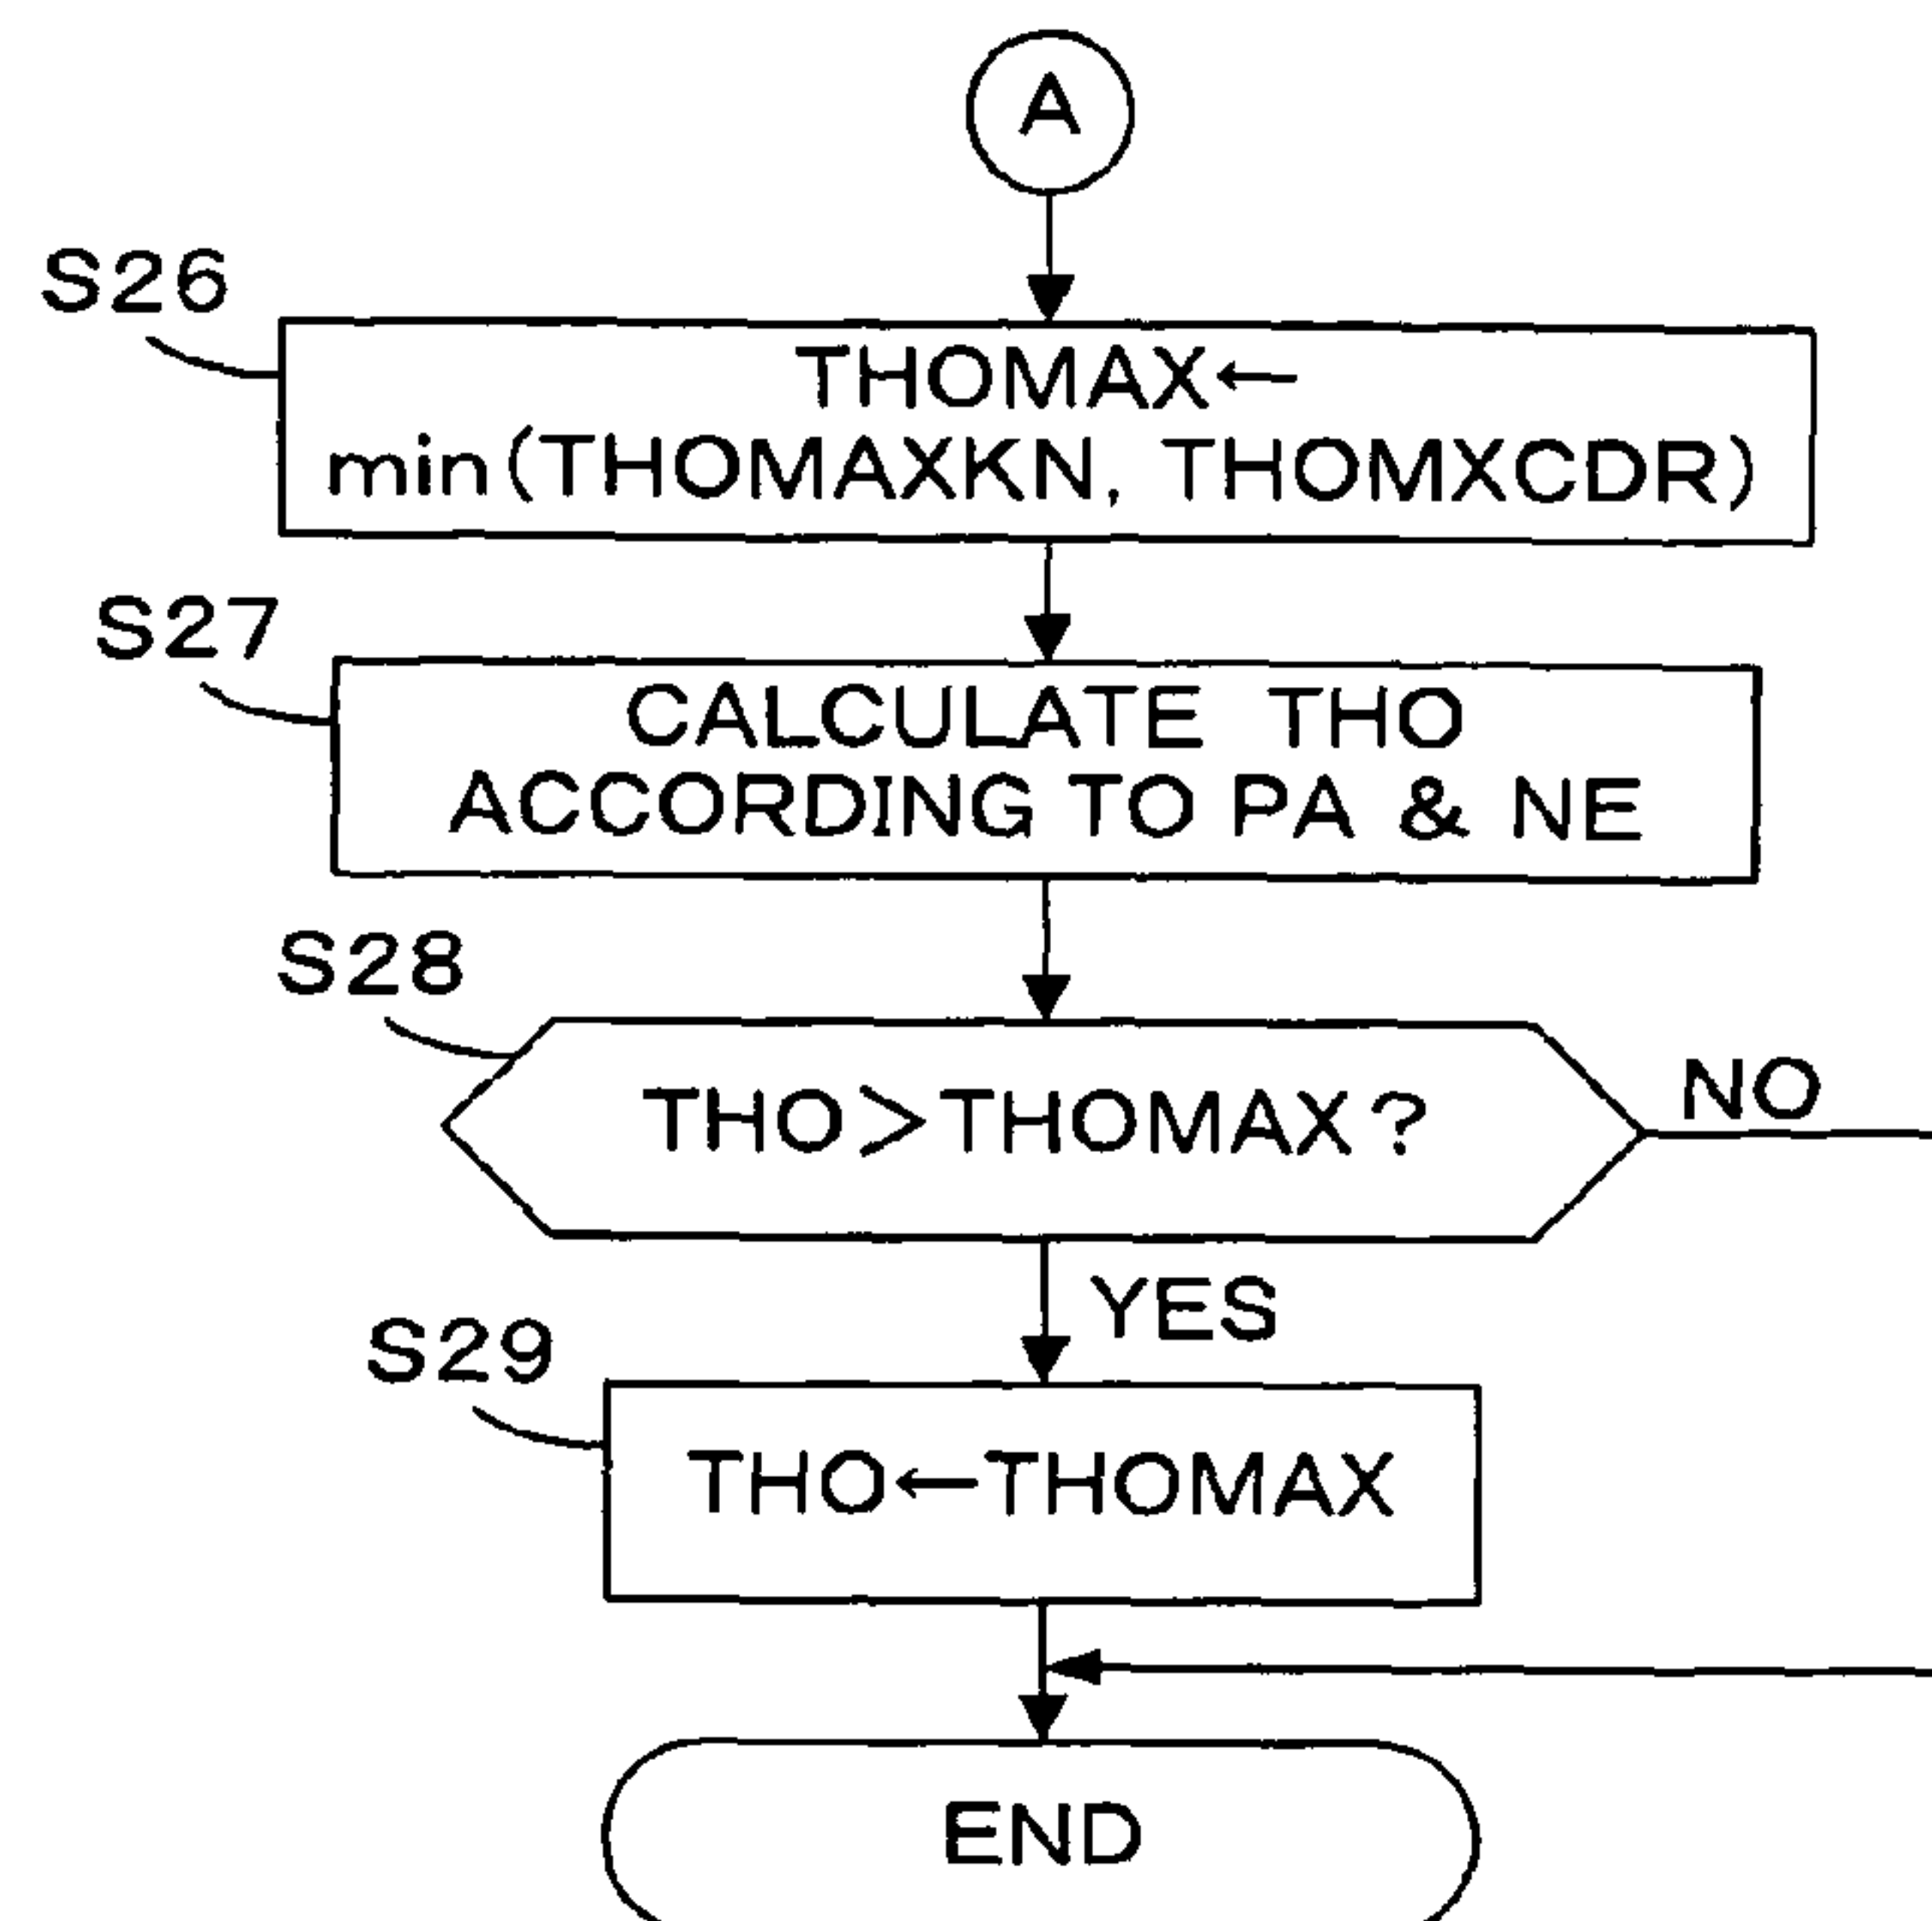 A
S26
THOMAX←
min(THOMAXKN, THOMXCDR)
S27
CALCULATE THO
ACCORDING TO PA & NE
S28
THO>THOMAX?
NO
YES
S29
THO←THOMAX
END